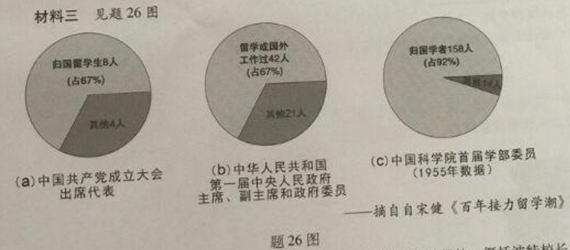 材料三 见题26图
归国留学生8人
(占67%)
其他4人
(a)中国共产党成立大会
出席代表
留学或国外
工作过42人
(占67%)
其他21人
(b)中华人民共和国
第一届中央人民政府
主席、副主席和政府委员
归国学者158人
(占92%)
其他14人
(c)中国科学院首届学部委员
(1955年数据)
——摘自自宋健《百年接力留学潮》
题26图